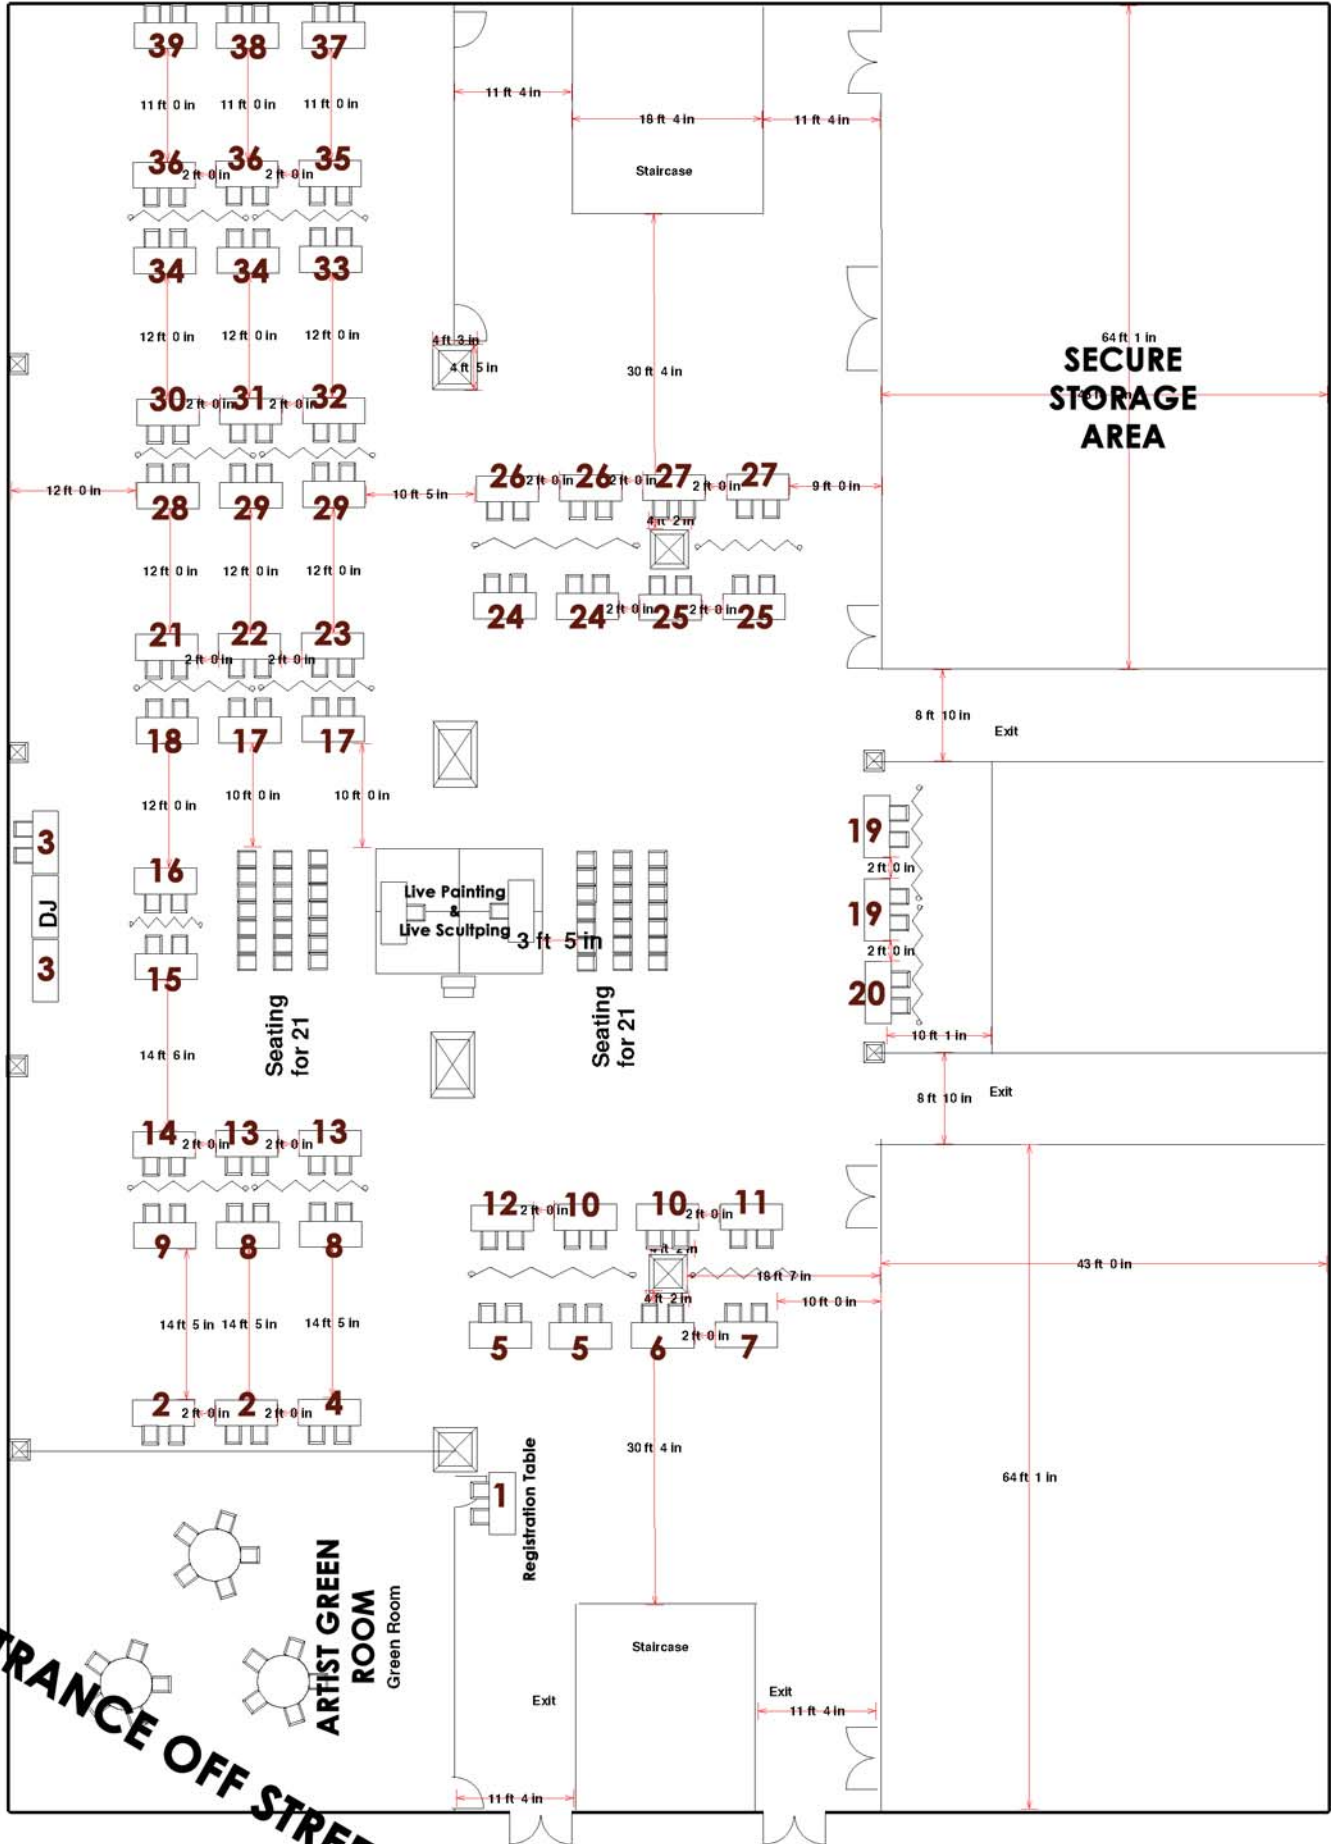 39 38 37
11 ft 0 in 11 ft 0 in 11 ft 0 in
11 ft 4 in
18 ft 4 in
11 ft 4 in
Staircase
36 2 ft 0 in 36 2 ft 0 in 35
34 34 33
12 ft 0 in 12 ft 0 in 12 ft 0 in
4 ft 3 in
4 ft 5 in
30 ft 4 in
64 ft 1 in
SECURE
STORAGE
AREA
30 2 ft 0 in 31 2 ft 0 in 32
12 ft 0 in
28 29 29
10 ft 5 in
26 2 ft 0 in 26 2 ft 0 in 27 2 ft 0 in 27
9 ft 0 in
4 ft 2 in
12 ft 0 in 12 ft 0 in 12 ft 0 in
24 24 2 ft 0 in 25 2 ft 0 in 25
21 22 23
2 ft 0 in 2 ft 0 in
18 17 17
8 ft 10 in
Exit
12 ft 0 in 10 ft 0 in 10 ft 0 in
3
DJ
3
16
15
Live Painting
&
Live Scultping
3 ft 5 in
19
2 ft 0 in
19
2 ft 0 in
20
10 ft 1 in
Seating
for 21
Seating
for 21
14 ft 6 in
8 ft 10 in
Exit
14 2 ft 0 in 13 2 ft 0 in 13
12 2 ft 0 in 10 10 2 ft 0 in 11
9 8 8
4 ft 2 in
18 ft 7 in
43 ft 0 in
4 ft 2 in
10 ft 0 in
14 ft 5 in 14 ft 5 in 14 ft 5 in
5 5 6 2 ft 0 in 7
2 2 ft 0 in 2 2 ft 0 in 4
30 ft 4 in
64 ft 1 in
1
Registration Table
ARTIST GREEN
ROOM
Green Room
Staircase
Exit
Exit
11 ft 4 in
11 ft 4 in
TRANCE OFF STREE